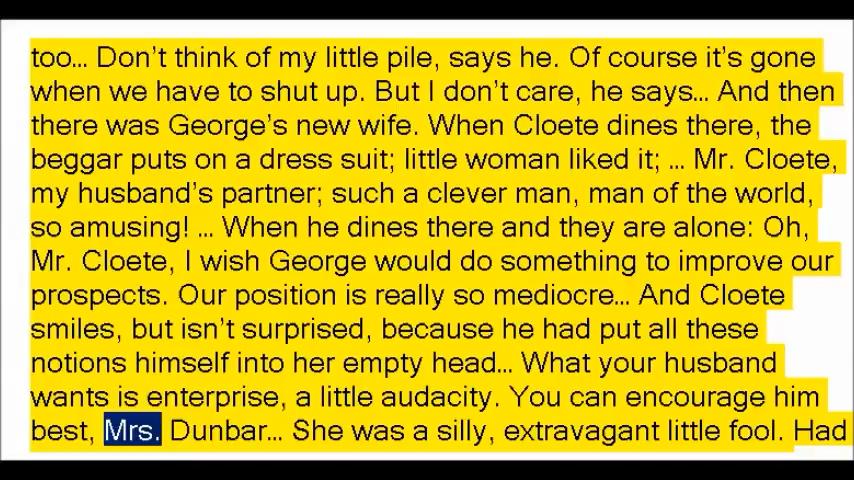 too… Don’t think of my little pile, says he. Of course it’s gone
when we have to shut up. But I don’t care, he says… And then
there was George’s new wife. When Cloete dines there, the
beggar puts on a dress suit; little woman liked it; … Mr. Cloete,
my husband’s partner; such a clever man, man of the world,
so amusing! … When he dines there and they are alone: Oh,
Mr. Cloete, I wish George would do something to improve our
prospects. Our position is really so mediocre… And Cloete
smiles, but isn’t surprised, because he had put all these
notions himself into her empty head… What your husband
wants is enterprise, a little audacity. You can encourage him
best, Mrs. Dunbar… She was a silly, extravagant little fool. Had